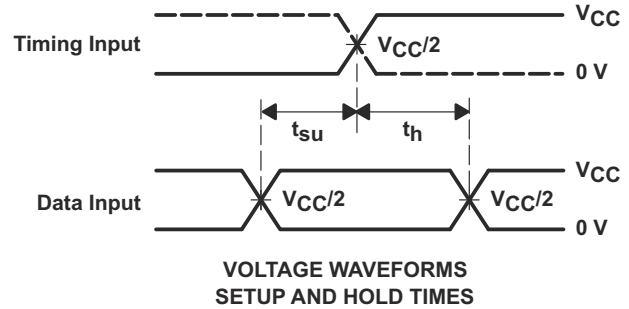 Timing Input
VCC
VCC/2
0 V
tsu
th
Data Input
VCC
VCC/2
VCC/2
0 V
VOLTAGE WAVEFORMS
SETUP AND HOLD TIMES